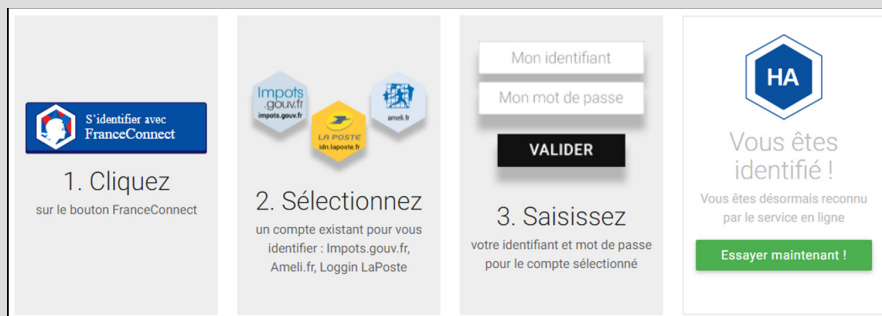 S'identifier avec
FranceConnect
1. Cliquez
sur le bouton FranceConnect
Impots
.gouv.fr
impots.gouv.fr
LA POSTE
idn.laposte.fr
ameli.fr
2. Sélectionnez
un compte existant pour vous
identifier : Impots.gouv.fr,
Ameli.fr, Loggin LaPoste
Mon identifiant
Mon mot de passe
VALIDER
3. Saisissez
votre identifiant et mot de passe
pour le compte sélectionné
HA
Vous êtes
identifié !
Vous êtes désormais reconnu
par le service en ligne
Essayer maintenant !